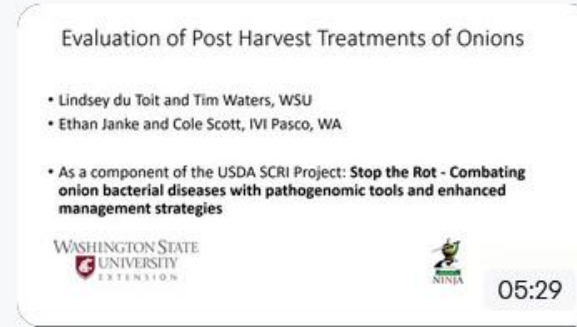 Evaluation of Post Harvest Treatments of Onions
• Lindsey du Toit and Tim Waters, WSU
• Ethan Janke and Cole Scott, IVI Pasco, WA
• As a component of the USDA SCRI Project: Stop the Rot - Combating
onion bacterial diseases with pathogenomic tools and enhanced
management strategies
WASHINGTON STATE
UNIVERSITY
EXTENSION
NINJA
05:29